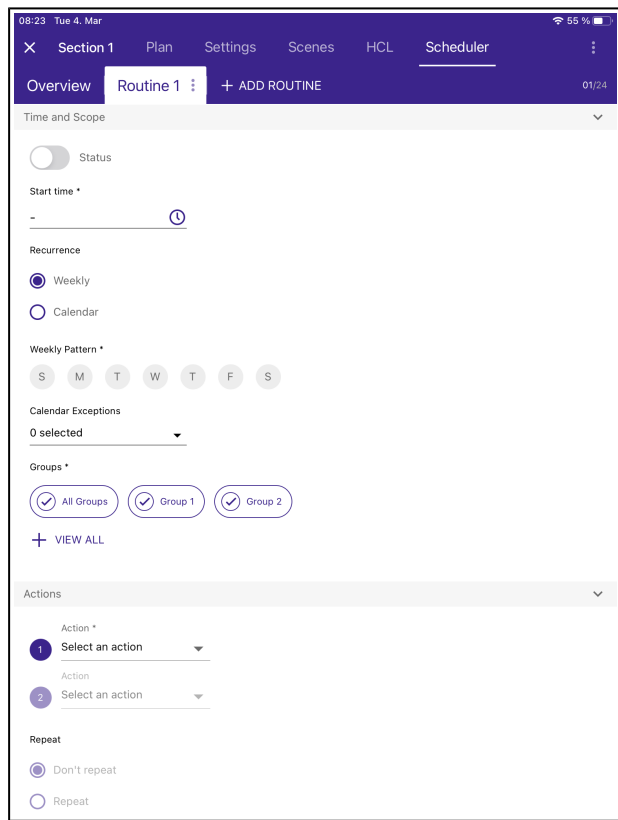 08:23 Tue 4. Mar 55 %
Section 1 Plan Settings Scenes HCL Scheduler
Overview Routine 1 + ADD ROUTINE 01/24
Time and Scope
Status
Start time *
-
Recurrence
Weekly
Calendar
Weekly Pattern *
S M T W T F S
Calendar Exceptions
0 selected
Groups *
All Groups Group 1 Group 2
+ VIEW ALL
Actions
Action *
1 Select an action
Action
2 Select an action
Repeat
Don't repeat
Repeat